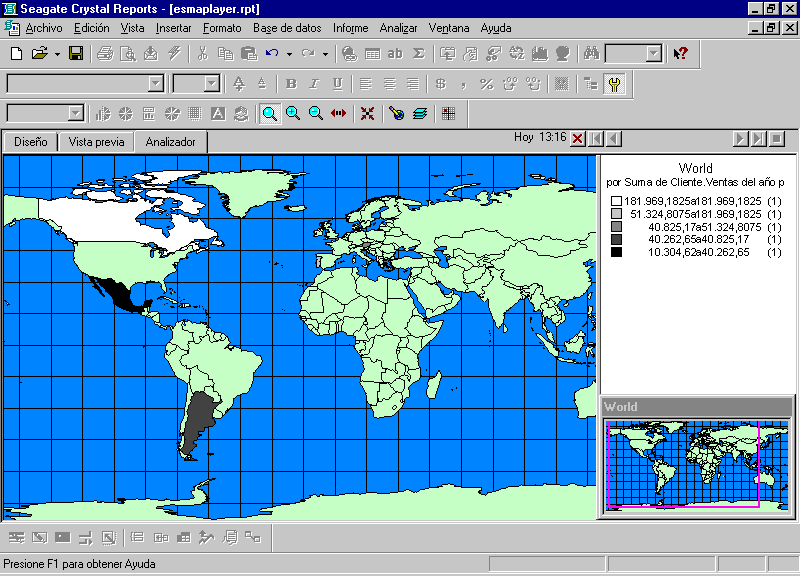 Seagate Crystal Reports - [esmaplayer.rpt]
Archivo Edición Vista Insertar Formato Base de datos Informe Analizar Ventana Ayuda
Diseño Vista previa Analizador Hoy 13:16
World
por Suma de Cliente.Ventas del año p
181.969,1825a181.969,1825 (1)
51.324,8075a181.969,1825 (1)
40.825,17a51.324,8075 (1)
40.262,65a40.825,17 (1)
10.304,62a40.262,65 (1)
World
Presione F1 para obtener Ayuda